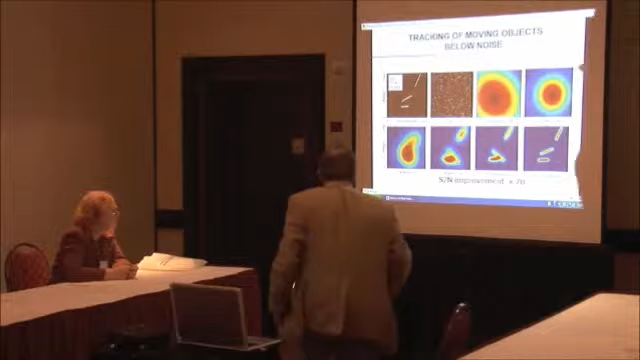 TRACKING OF MOVING OBJECTS
BELOW NOISE
S/N improvement x 70